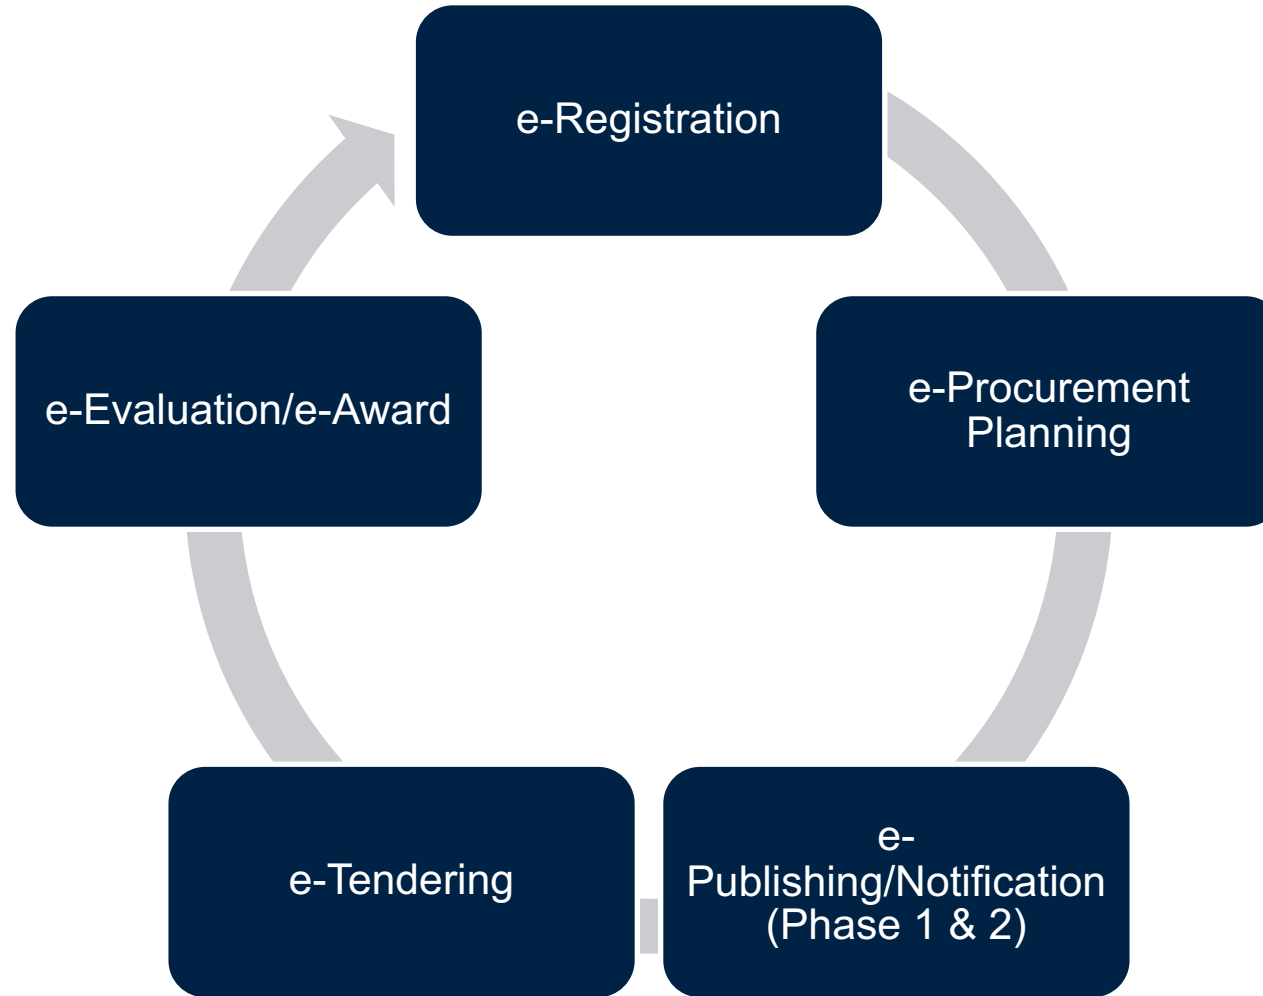 e-Registration
e-Procurement
Planning
e-
Publishing/Notification
(Phase 1 & 2)
e-Tendering
e-Evaluation/e-Award